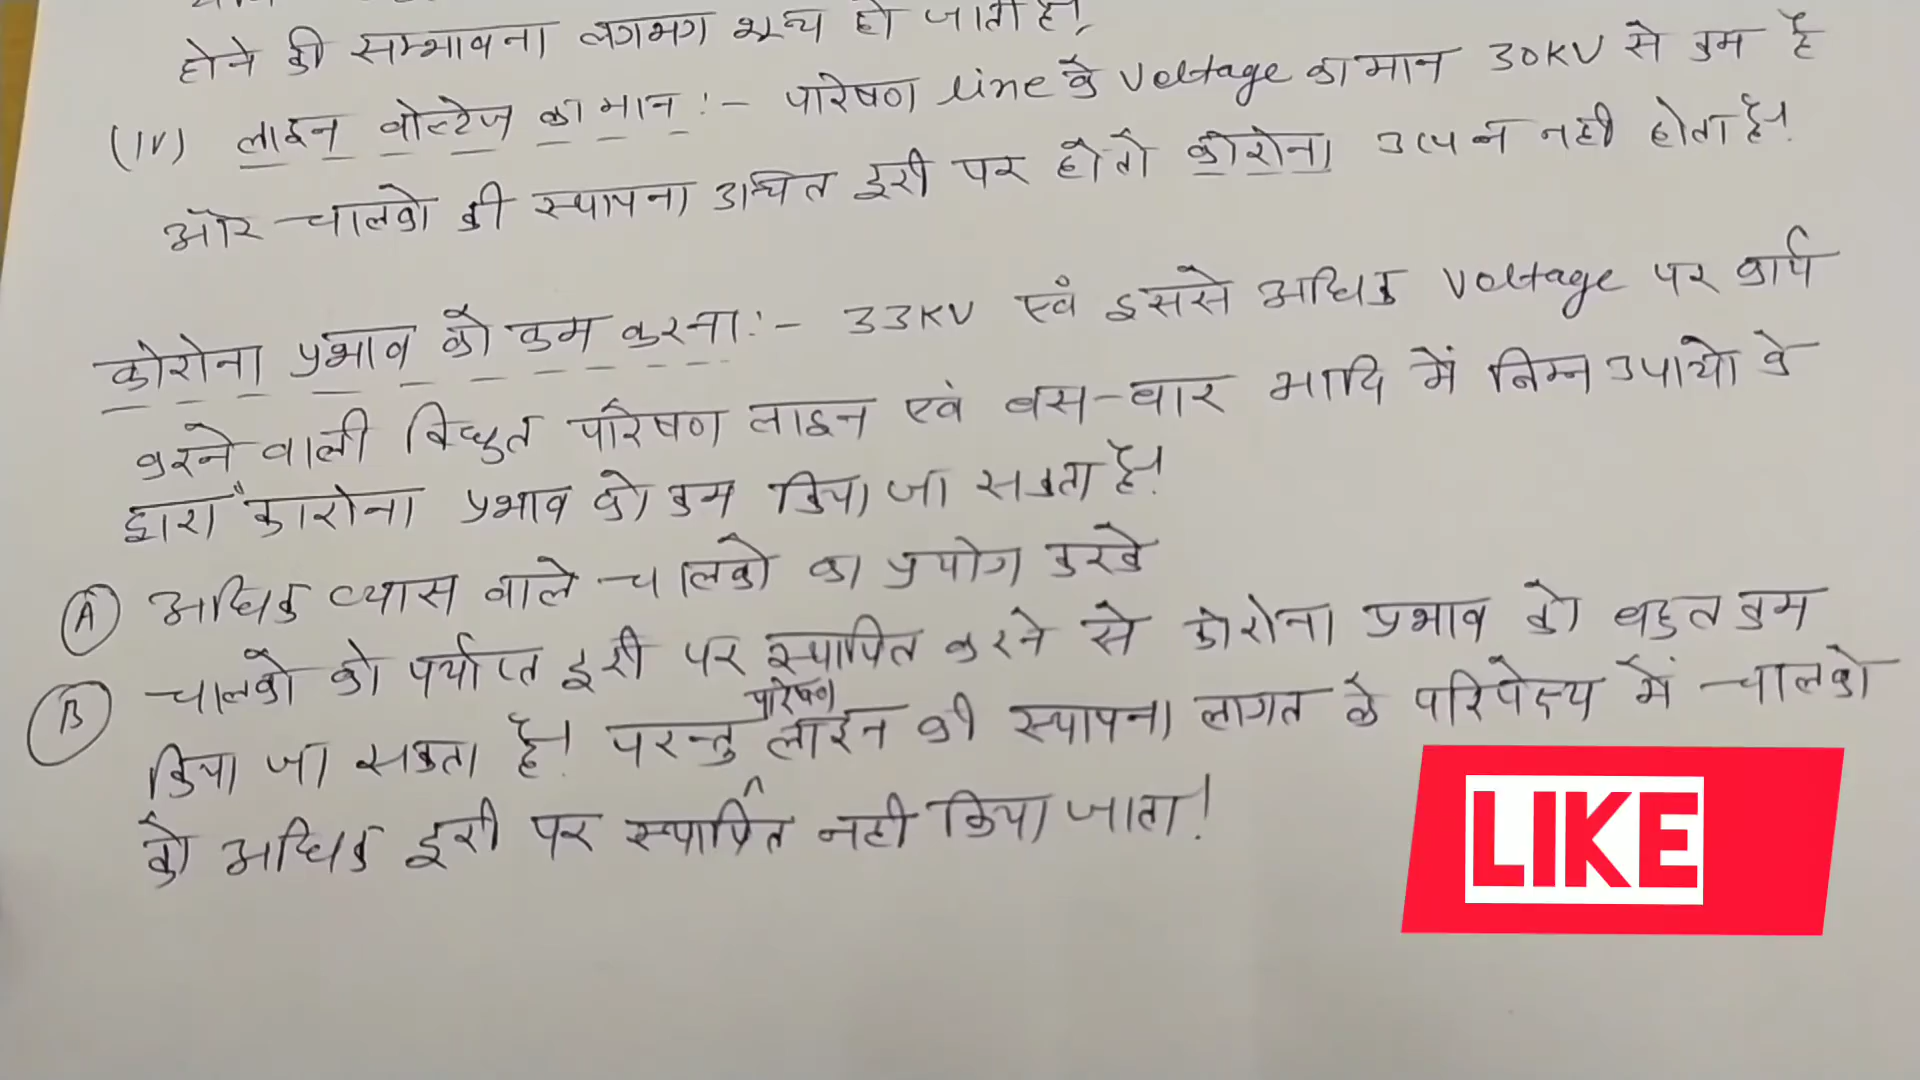 होने की सम्भावना लगभग शून्य हो जाती है,
(IV) लाइन वोल्टेज का मान :- पारेषण line के Voltage का मान 30KV से कम है
और चालको की स्थापना उचित दूरी पर हो तो कोरोना उत्पन्न नही होता है।
कोरोना प्रभाव को कम करना :- 33KV एवं इससे अधिक Voltage पर कार्य
करने वाली विधुत पारेषण लाइन एवं बस-बार आदि में निम्न उपायो के
द्वारा कारोना प्रभाव को कम किया जा सकता है।
(A) अधिक व्यास वाले चालको का प्रयोग करके
(B) चालको को पर्याप्त दूरी पर स्थापित करने से कोरोना प्रभाव को बहुत कम
किया जा सकता है। परन्तु पारेषण लाइन की स्थापना लागत के परिपेक्ष्य में चालको
को अधिक दूरी पर स्थापित नही किया जाता!
LIKE